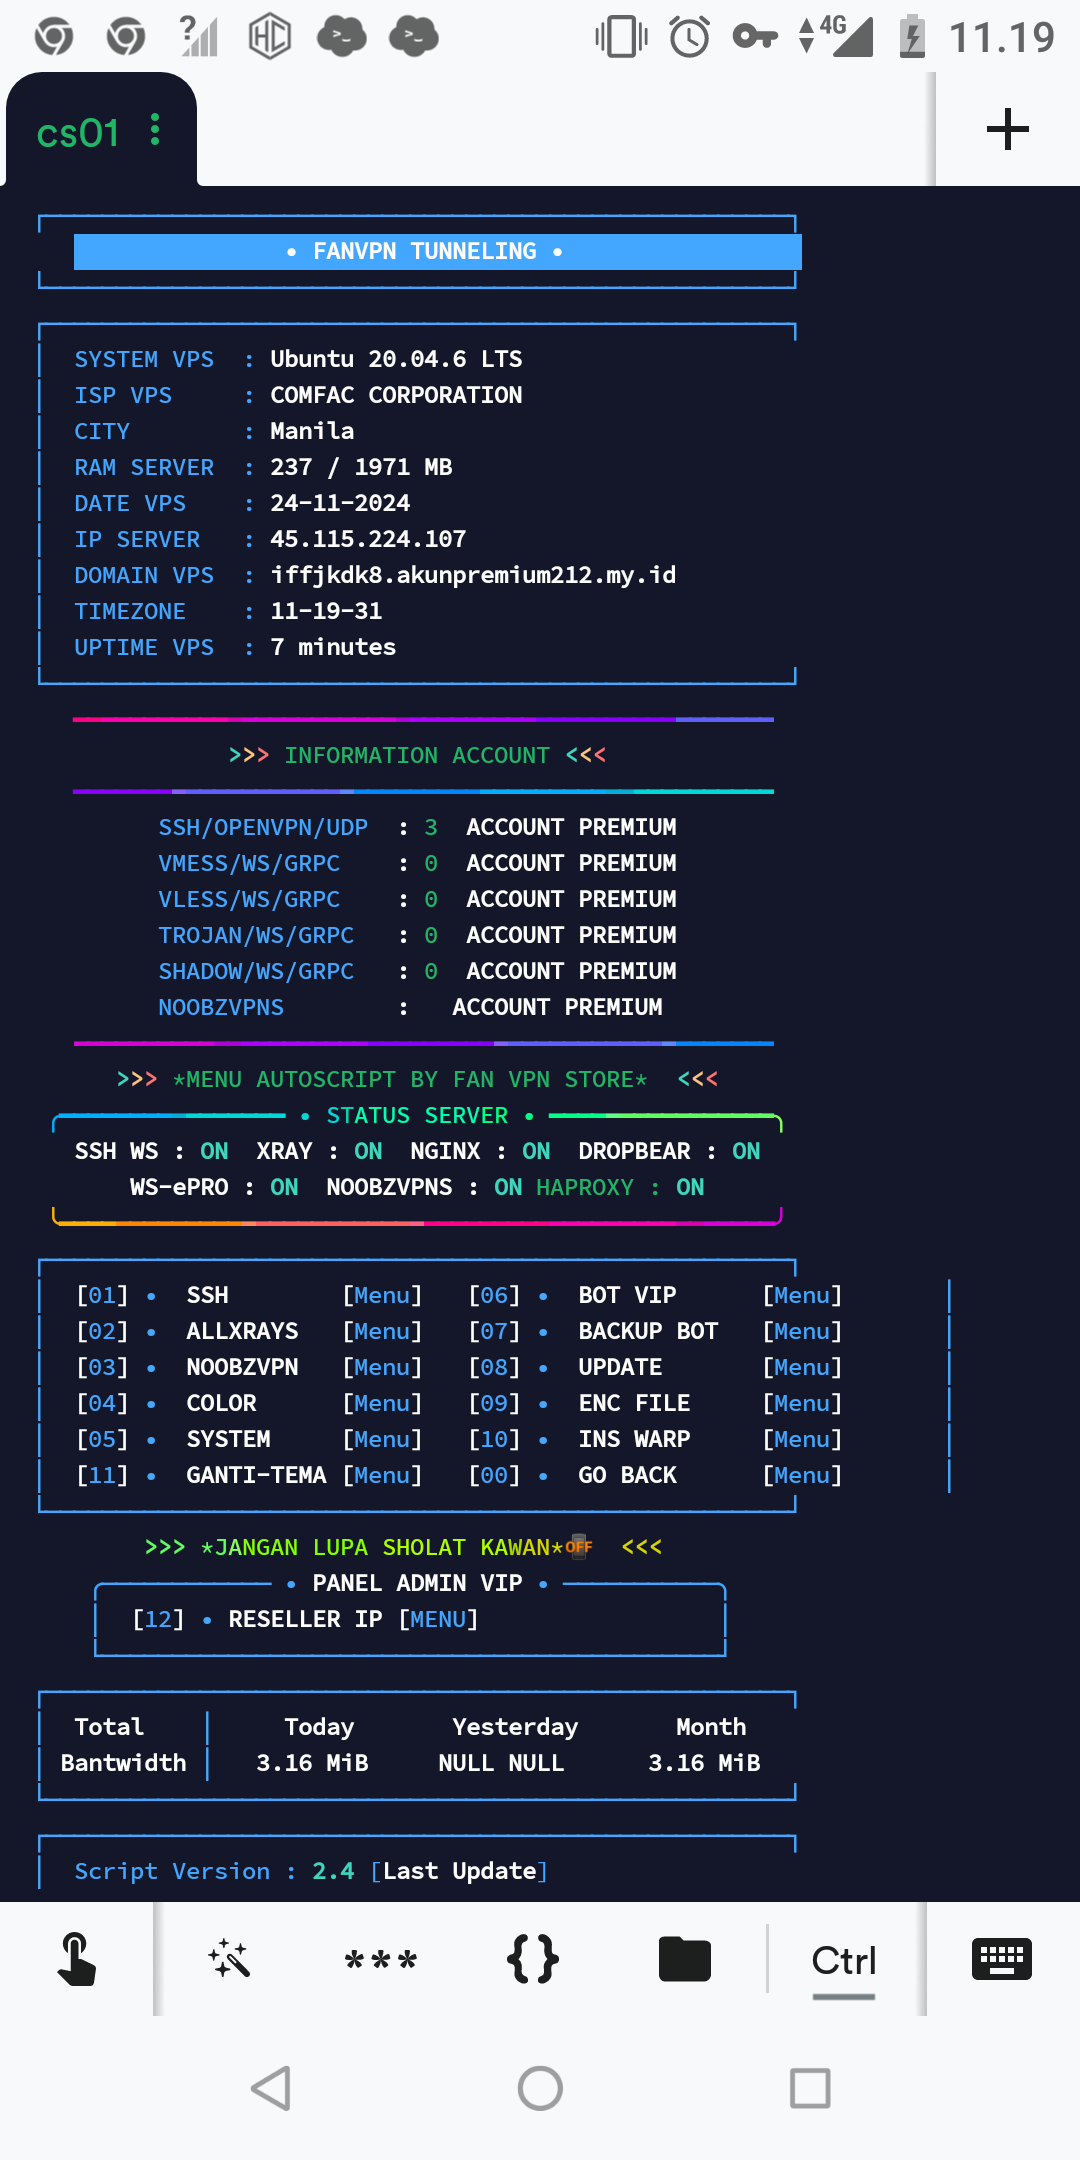 4G 11.19
cs01
• FANVPN TUNNELING •
SYSTEM VPS : Ubuntu 20.04.6 LTS
ISP VPS : COMFAC CORPORATION
CITY : Manila
RAM SERVER : 237 / 1971 MB
DATE VPS : 24-11-2024
IP SERVER : 45.115.224.107
DOMAIN VPS : iffjkdk8.akunpremium212.my.id
TIMEZONE : 11-19-31
UPTIME VPS : 7 minutes
>>> INFORMATION ACCOUNT <<<
SSH/OPENVPN/UDP : 3 ACCOUNT PREMIUM
VMESS/WS/GRPC : 0 ACCOUNT PREMIUM
VLESS/WS/GRPC : 0 ACCOUNT PREMIUM
TROJAN/WS/GRPC : 0 ACCOUNT PREMIUM
SHADOW/WS/GRPC : 0 ACCOUNT PREMIUM
NOOBZVPNS : ACCOUNT PREMIUM
>>> *MENU AUTOSCRIPT BY FAN VPN STORE* <<<
• STATUS SERVER •
SSH WS : ON XRAY : ON NGINX : ON DROPBEAR : ON
WS-ePRO : ON NOOBZVPNS : ON HAPROXY : ON
[01] • SSH [Menu] [06] • BOT VIP [Menu]
[02] • ALLXRAYS [Menu] [07] • BACKUP BOT [Menu]
[03] • NOOBZVPN [Menu] [08] • UPDATE [Menu]
[04] • COLOR [Menu] [09] • ENC FILE [Menu]
[05] • SYSTEM [Menu] [10] • INS WARP [Menu]
[11] • GANTI-TEMA [Menu] [00] • GO BACK [Menu]
>>> *JANGAN LUPA SHOLAT KAWAN*📴 <<<
• PANEL ADMIN VIP •
[12] • RESELLER IP [MENU]
Total Today Yesterday Month
Bantwidth 3.16 MiB NULL NULL 3.16 MiB
Script Version : 2.4 [Last Update]
*** {} Ctrl